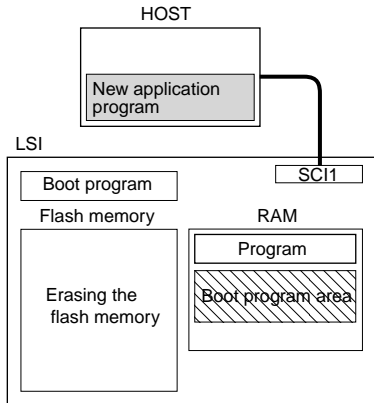 HOST
New application
program
LSI
SCI1
Boot program
Flash memory
RAM
Program
Boot program area
Erasing the
flash memory